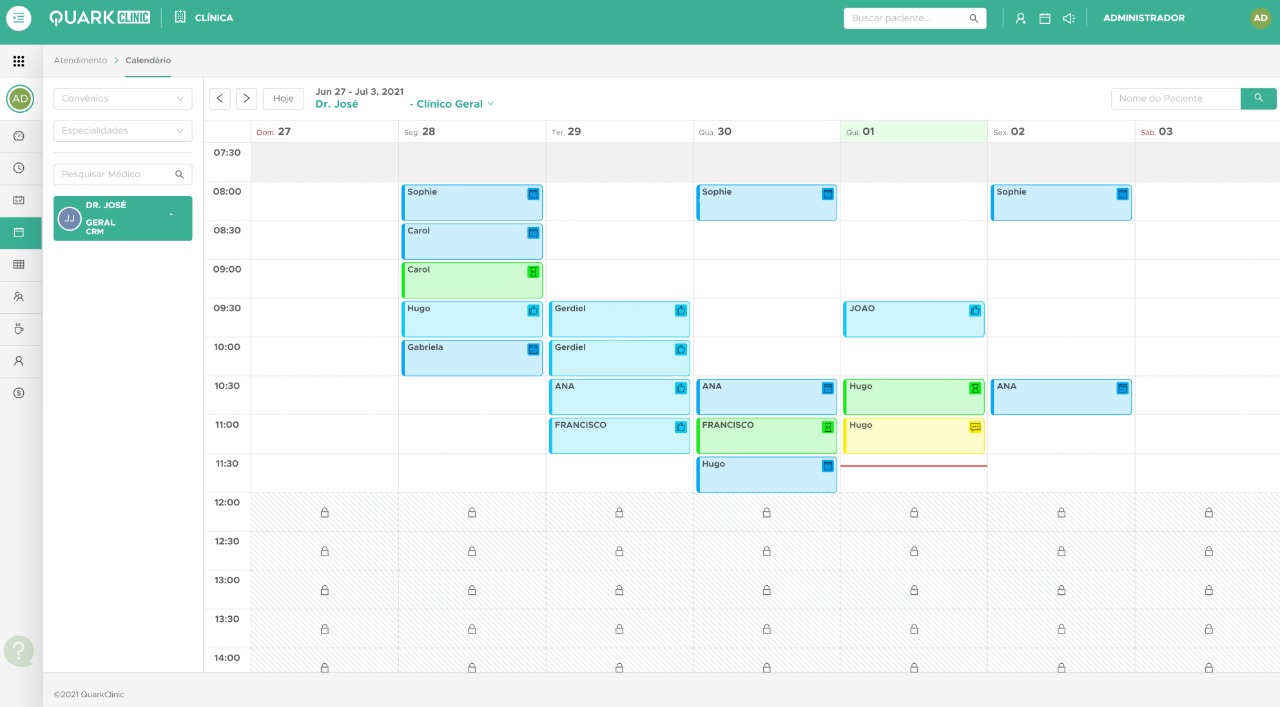 QUARK CLINIC
CLÍNICA
Buscar paciente...
ADMINISTRADOR
AD
Atendimento > Calendário
AD
Convênios
Especialidades
Pesquisar Médico
JJ
DR. JOSÉ
-
GERAL
CRM
Hoje
Jun 27 - Jul 3, 2021
Dr. José - Clínico Geral
Nome do Paciente
Dom. 27
Seg. 28
Ter. 29
Qua. 30
Qui. 01
Sex. 02
Sáb. 03
07:30
08:00
Sophie
Sophie
Sophie
08:30
Carol
09:00
Carol
09:30
Hugo
Gerdiel
JOAO
10:00
Gabriela
Gerdiel
10:30
ANA
ANA
Hugo
ANA
11:00
FRANCISCO
FRANCISCO
Hugo
11:30
Hugo
12:00
12:30
13:00
13:30
14:00
?
©2021 QuarkClinic